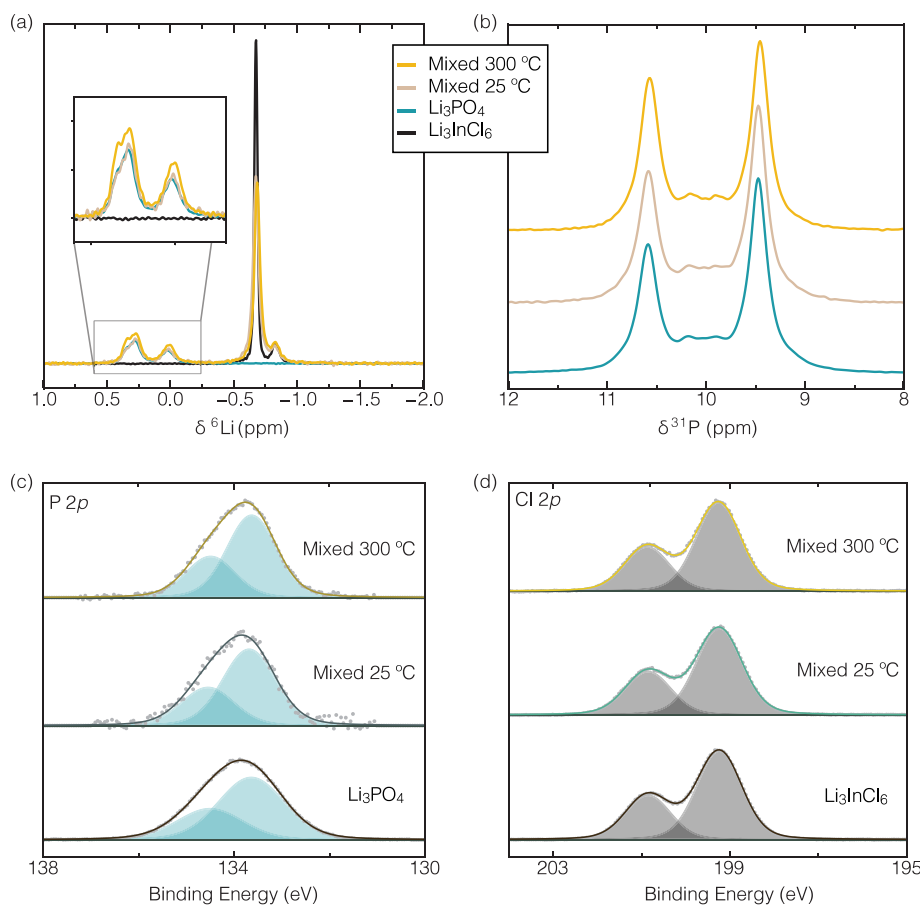 (a)
Mixed 300 °C
Mixed 25 °C
Li₃PO₄
Li₃InCl₆
1.0 0.5 0.0 −0.5 −1.0 −1.5 −2.0
δ ⁶Li (ppm)
(b)
12 11 10 9 8
δ³¹P (ppm)
(c)
P 2p
Mixed 300 °C
Mixed 25 °C
Li₃PO₄
138 134 130
Binding Energy (eV)
(d)
Cl 2p
Mixed 300 °C
Mixed 25 °C
Li₃InCl₆
203 199 195
Binding Energy (eV)